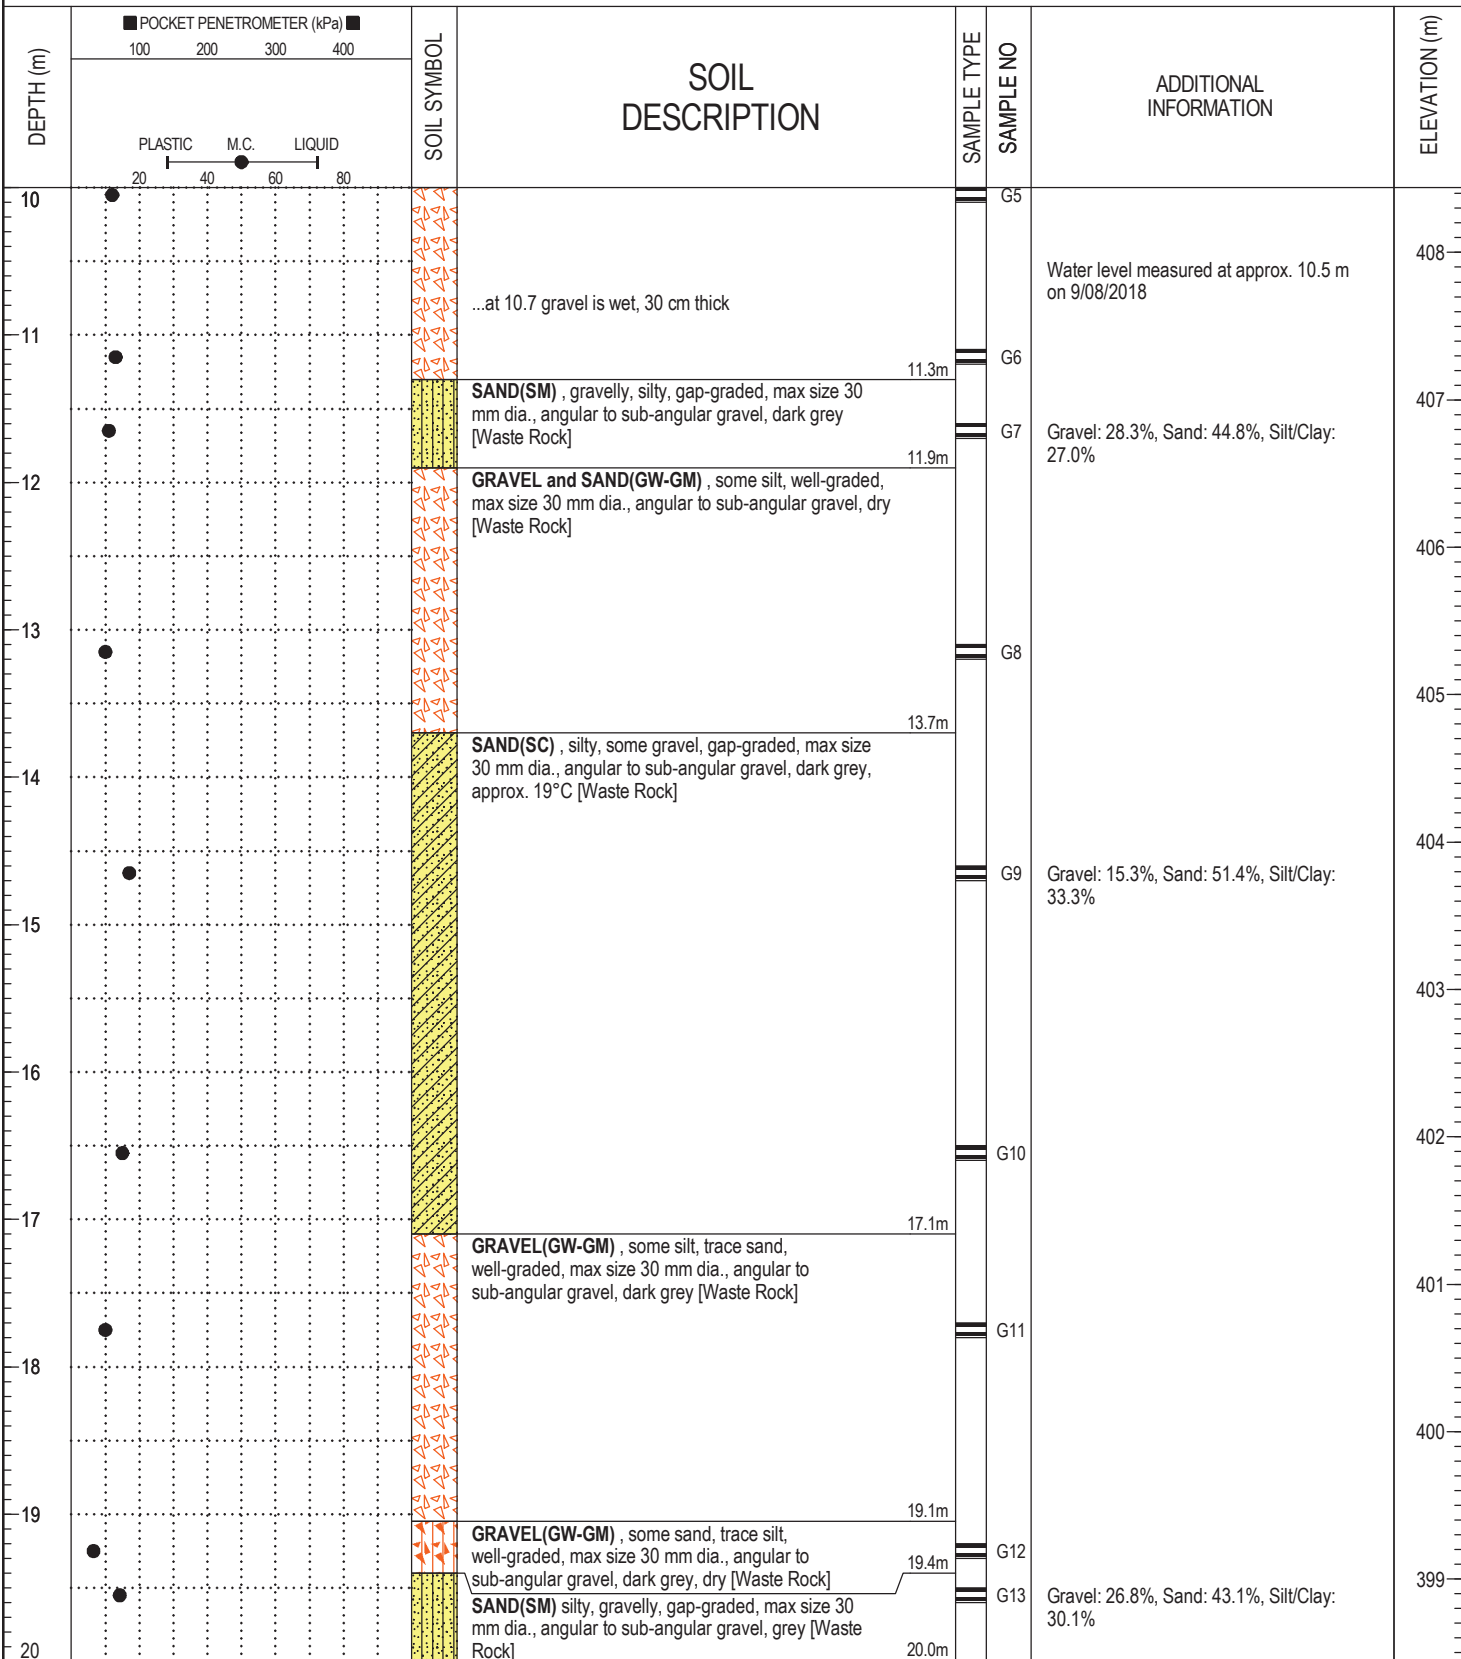 ■ POCKET PENETROMETER (kPa) ■
100 200 300 400
DEPTH (m)
PLASTIC M.C. LIQUID
20 40 60 80
SOIL SYMBOL
SOIL
DESCRIPTION
SAMPLE TYPE
SAMPLE NO
ADDITIONAL
INFORMATION
ELEVATION (m)
10
G5
408
Water level measured at approx. 10.5 m
on 9/08/2018
...at 10.7 gravel is wet, 30 cm thick
11
G6
11.3m
SAND(SM) , gravelly, silty, gap-graded, max size 30
mm dia., angular to sub-angular gravel, dark grey
[Waste Rock]
407
G7
Gravel: 28.3%, Sand: 44.8%, Silt/Clay:
27.0%
11.9m
12
GRAVEL and SAND(GW-GM) , some silt, well-graded,
max size 30 mm dia., angular to sub-angular gravel, dry
[Waste Rock]
406
13
G8
405
13.7m
SAND(SC) , silty, some gravel, gap-graded, max size
30 mm dia., angular to sub-angular gravel, dark grey,
approx. 19°C [Waste Rock]
14
404
G9
Gravel: 15.3%, Sand: 51.4%, Silt/Clay:
33.3%
15
403
16
402
G10
17
17.1m
GRAVEL(GW-GM) , some silt, trace sand,
well-graded, max size 30 mm dia., angular to
sub-angular gravel, dark grey [Waste Rock]
401
G11
18
400
19
19.1m
GRAVEL(GW-GM) , some sand, trace silt,
well-graded, max size 30 mm dia., angular to
sub-angular gravel, dark grey, dry [Waste Rock]
G12
19.4m
399
G13
Gravel: 26.8%, Sand: 43.1%, Silt/Clay:
30.1%
SAND(SM) silty, gravelly, gap-graded, max size 30
mm dia., angular to sub-angular gravel, grey [Waste
Rock]
20
20.0m